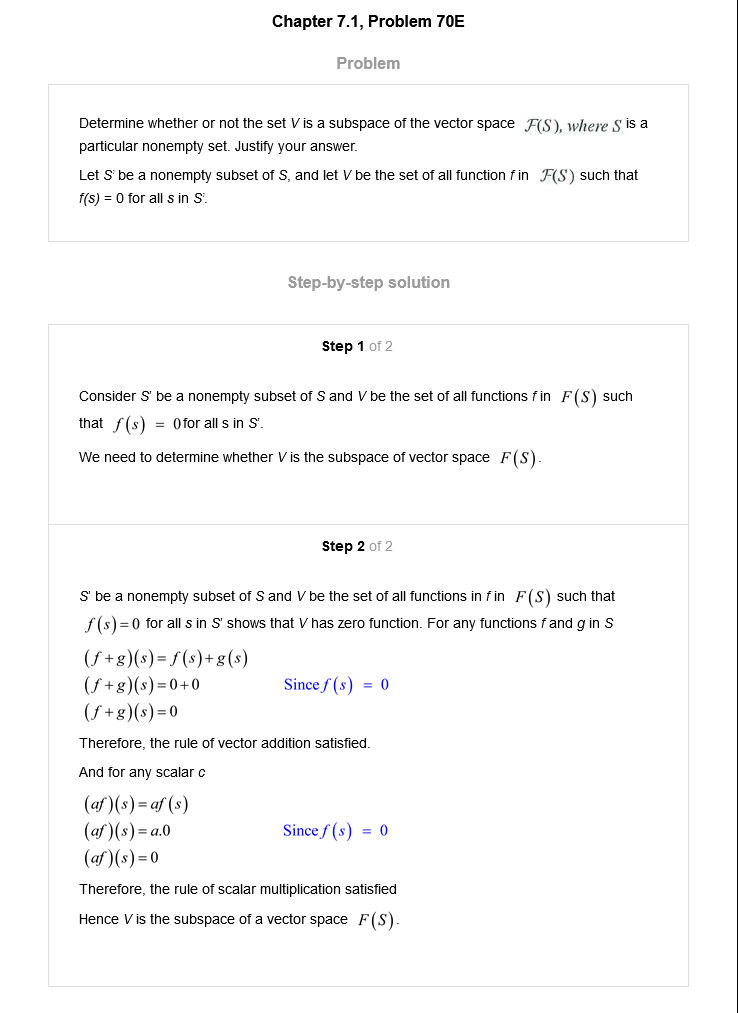 Chapter 7.1, Problem 70E
Problem
Determine whether or not the set V is a subspace of the vector space ℱ(S), where S is a
particular nonempty set. Justify your answer.
Let S' be a nonempty subset of S, and let V be the set of all function f in ℱ(S) such that
f(s) = 0 for all s in S'.
Step-by-step solution
Step 1 of 2
Consider S' be a nonempty subset of S and V be the set of all functions f in F(S) such
that f(s) = 0 for all s in S'.
We need to determine whether V is the subspace of vector space F(S).
Step 2 of 2
S' be a nonempty subset of S and V be the set of all functions in f in F(S) such that
f(s)=0 for all s in S' shows that V has zero function. For any functions f and g in S
(f+g)(s)=f(s)+g(s)
(f+g)(s)=0+0 Since f(s) = 0
(f+g)(s)=0
Therefore, the rule of vector addition satisfied.
And for any scalar c
(af)(s)=af(s)
(af)(s)=a.0 Since f(s) = 0
(af)(s)=0
Therefore, the rule of scalar multiplication satisfied
Hence V is the subspace of a vector space F(S).